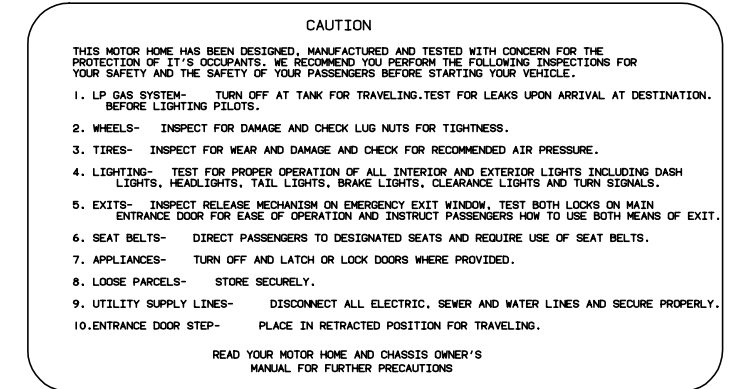 CAUTION
THIS MOTOR HOME HAS BEEN DESIGNED, MANUFACTURED AND TESTED WITH CONCERN FOR THE
PROTECTION OF IT'S OCCUPANTS. WE RECOMMEND YOU PERFORM THE FOLLOWING INSPECTIONS FOR
YOUR SAFETY AND THE SAFETY OF YOUR PASSENGERS BEFORE STARTING YOUR VEHICLE.
1. LP GAS SYSTEM- TURN OFF AT TANK FOR TRAVELING.TEST FOR LEAKS UPON ARRIVAL AT DESTINATION.
BEFORE LIGHTING PILOTS.
2. WHEELS- INSPECT FOR DAMAGE AND CHECK LUG NUTS FOR TIGHTNESS.
3. TIRES- INSPECT FOR WEAR AND DAMAGE AND CHECK FOR RECOMMENDED AIR PRESSURE.
4. LIGHTING- TEST FOR PROPER OPERATION OF ALL INTERIOR AND EXTERIOR LIGHTS INCLUDING DASH
LIGHTS, HEADLIGHTS, TAIL LIGHTS, BRAKE LIGHTS, CLEARANCE LIGHTS AND TURN SIGNALS.
5. EXITS- INSPECT RELEASE MECHANISM ON EMERGENCY EXIT WINDOW, TEST BOTH LOCKS ON MAIN
ENTRANCE DOOR FOR EASE OF OPERATION AND INSTRUCT PASSENGERS HOW TO USE BOTH MEANS OF EXIT.
6. SEAT BELTS- DIRECT PASSENGERS TO DESIGNATED SEATS AND REQUIRE USE OF SEAT BELTS.
7. APPLIANCES- TURN OFF AND LATCH OR LOCK DOORS WHERE PROVIDED.
8. LOOSE PARCELS- STORE SECURELY.
9. UTILITY SUPPLY LINES- DISCONNECT ALL ELECTRIC, SEWER AND WATER LINES AND SECURE PROPERLY.
10.ENTRANCE DOOR STEP- PLACE IN RETRACTED POSITION FOR TRAVELING.
READ YOUR MOTOR HOME AND CHASSIS OWNER'S
MANUAL FOR FURTHER PRECAUTIONS